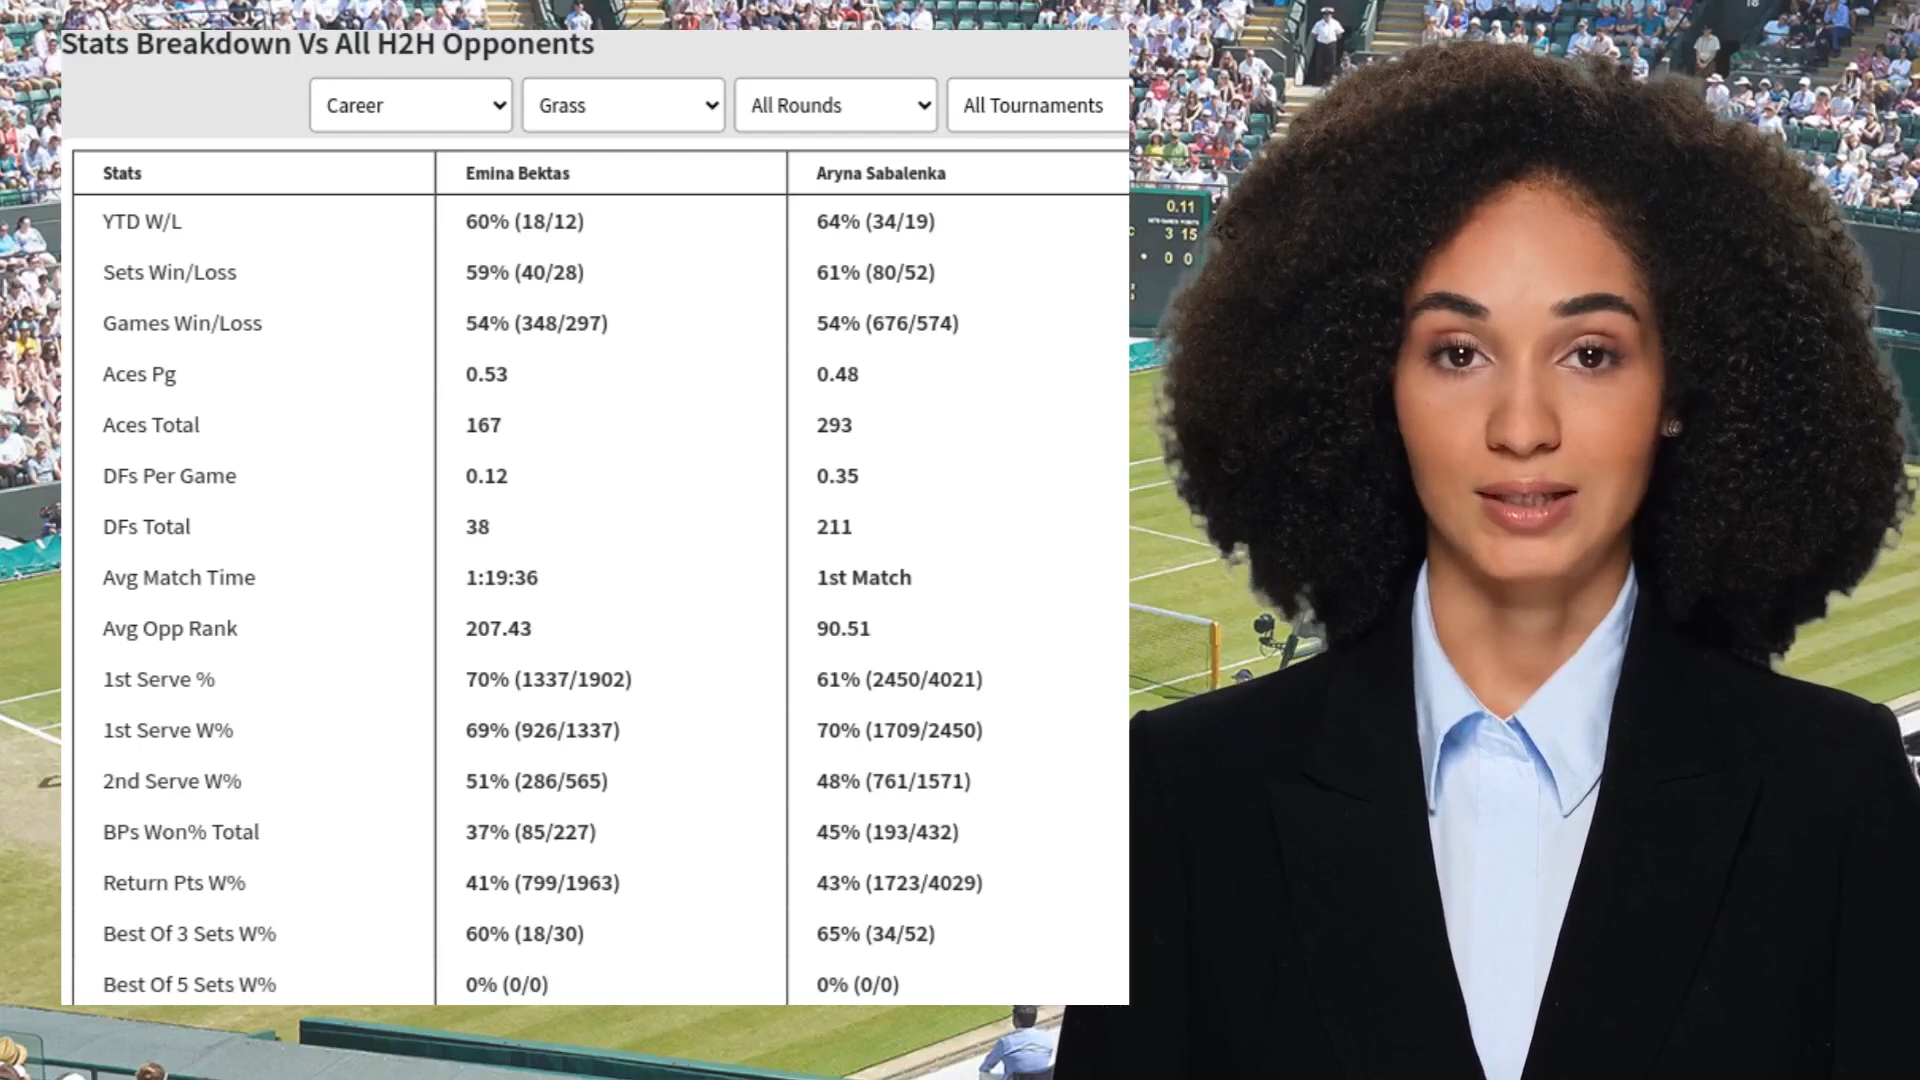 Stats Breakdown Vs All H2H Opponents
Career Grass All Rounds All Tournaments
Stats Emina Bektas Aryna Sabalenka
YTD W/L 60% (18/12) 64% (34/19)
Sets Win/Loss 59% (40/28) 61% (80/52)
Games Win/Loss 54% (348/297) 54% (676/574)
Aces Pg 0.53 0.48
Aces Total 167 293
DFs Per Game 0.12 0.35
DFs Total 38 211
Avg Match Time 1:19:36 1st Match
Avg Opp Rank 207.43 90.51
1st Serve % 70% (1337/1902) 61% (2450/4021)
1st Serve W% 69% (926/1337) 70% (1709/2450)
2nd Serve W% 51% (286/565) 48% (761/1571)
BPs Won% Total 37% (85/227) 45% (193/432)
Return Pts W% 41% (799/1963) 43% (1723/4029)
Best Of 3 Sets W% 60% (18/30) 65% (34/52)
Best Of 5 Sets W% 0% (0/0) 0% (0/0)
18
0.11
3 15
0 0